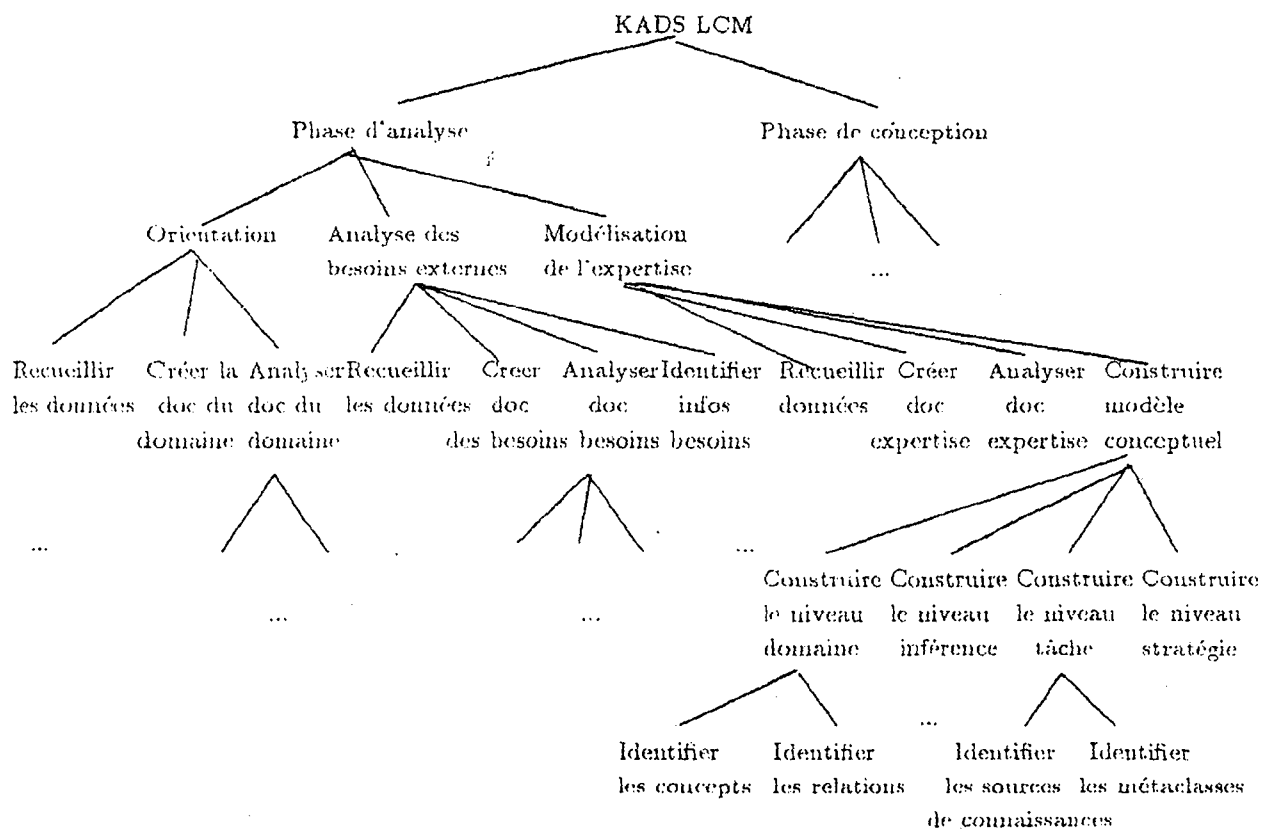 KADS LCM
Phase d'analyse Phase de conception
Orientation Analyse des Modélisation
besoins externes de l'expertise
...
Recueillir Créer la Analyser Recueillir Creer Analyser Identifier Recueillir Créer Analyser Construire
les données doc du doc du les données doc doc infos données doc doc modèle
domaine domaine des besoins besoins besoins expertise expertise conceptuel
... ...
Construire Construire Construire Construire
le niveau le niveau le niveau le niveau
... ...
domaine inférence tâche stratégie
...
Identifier Identifier Identifier Identifier
les concepts les relations les sources les métaclasses
de connaissances